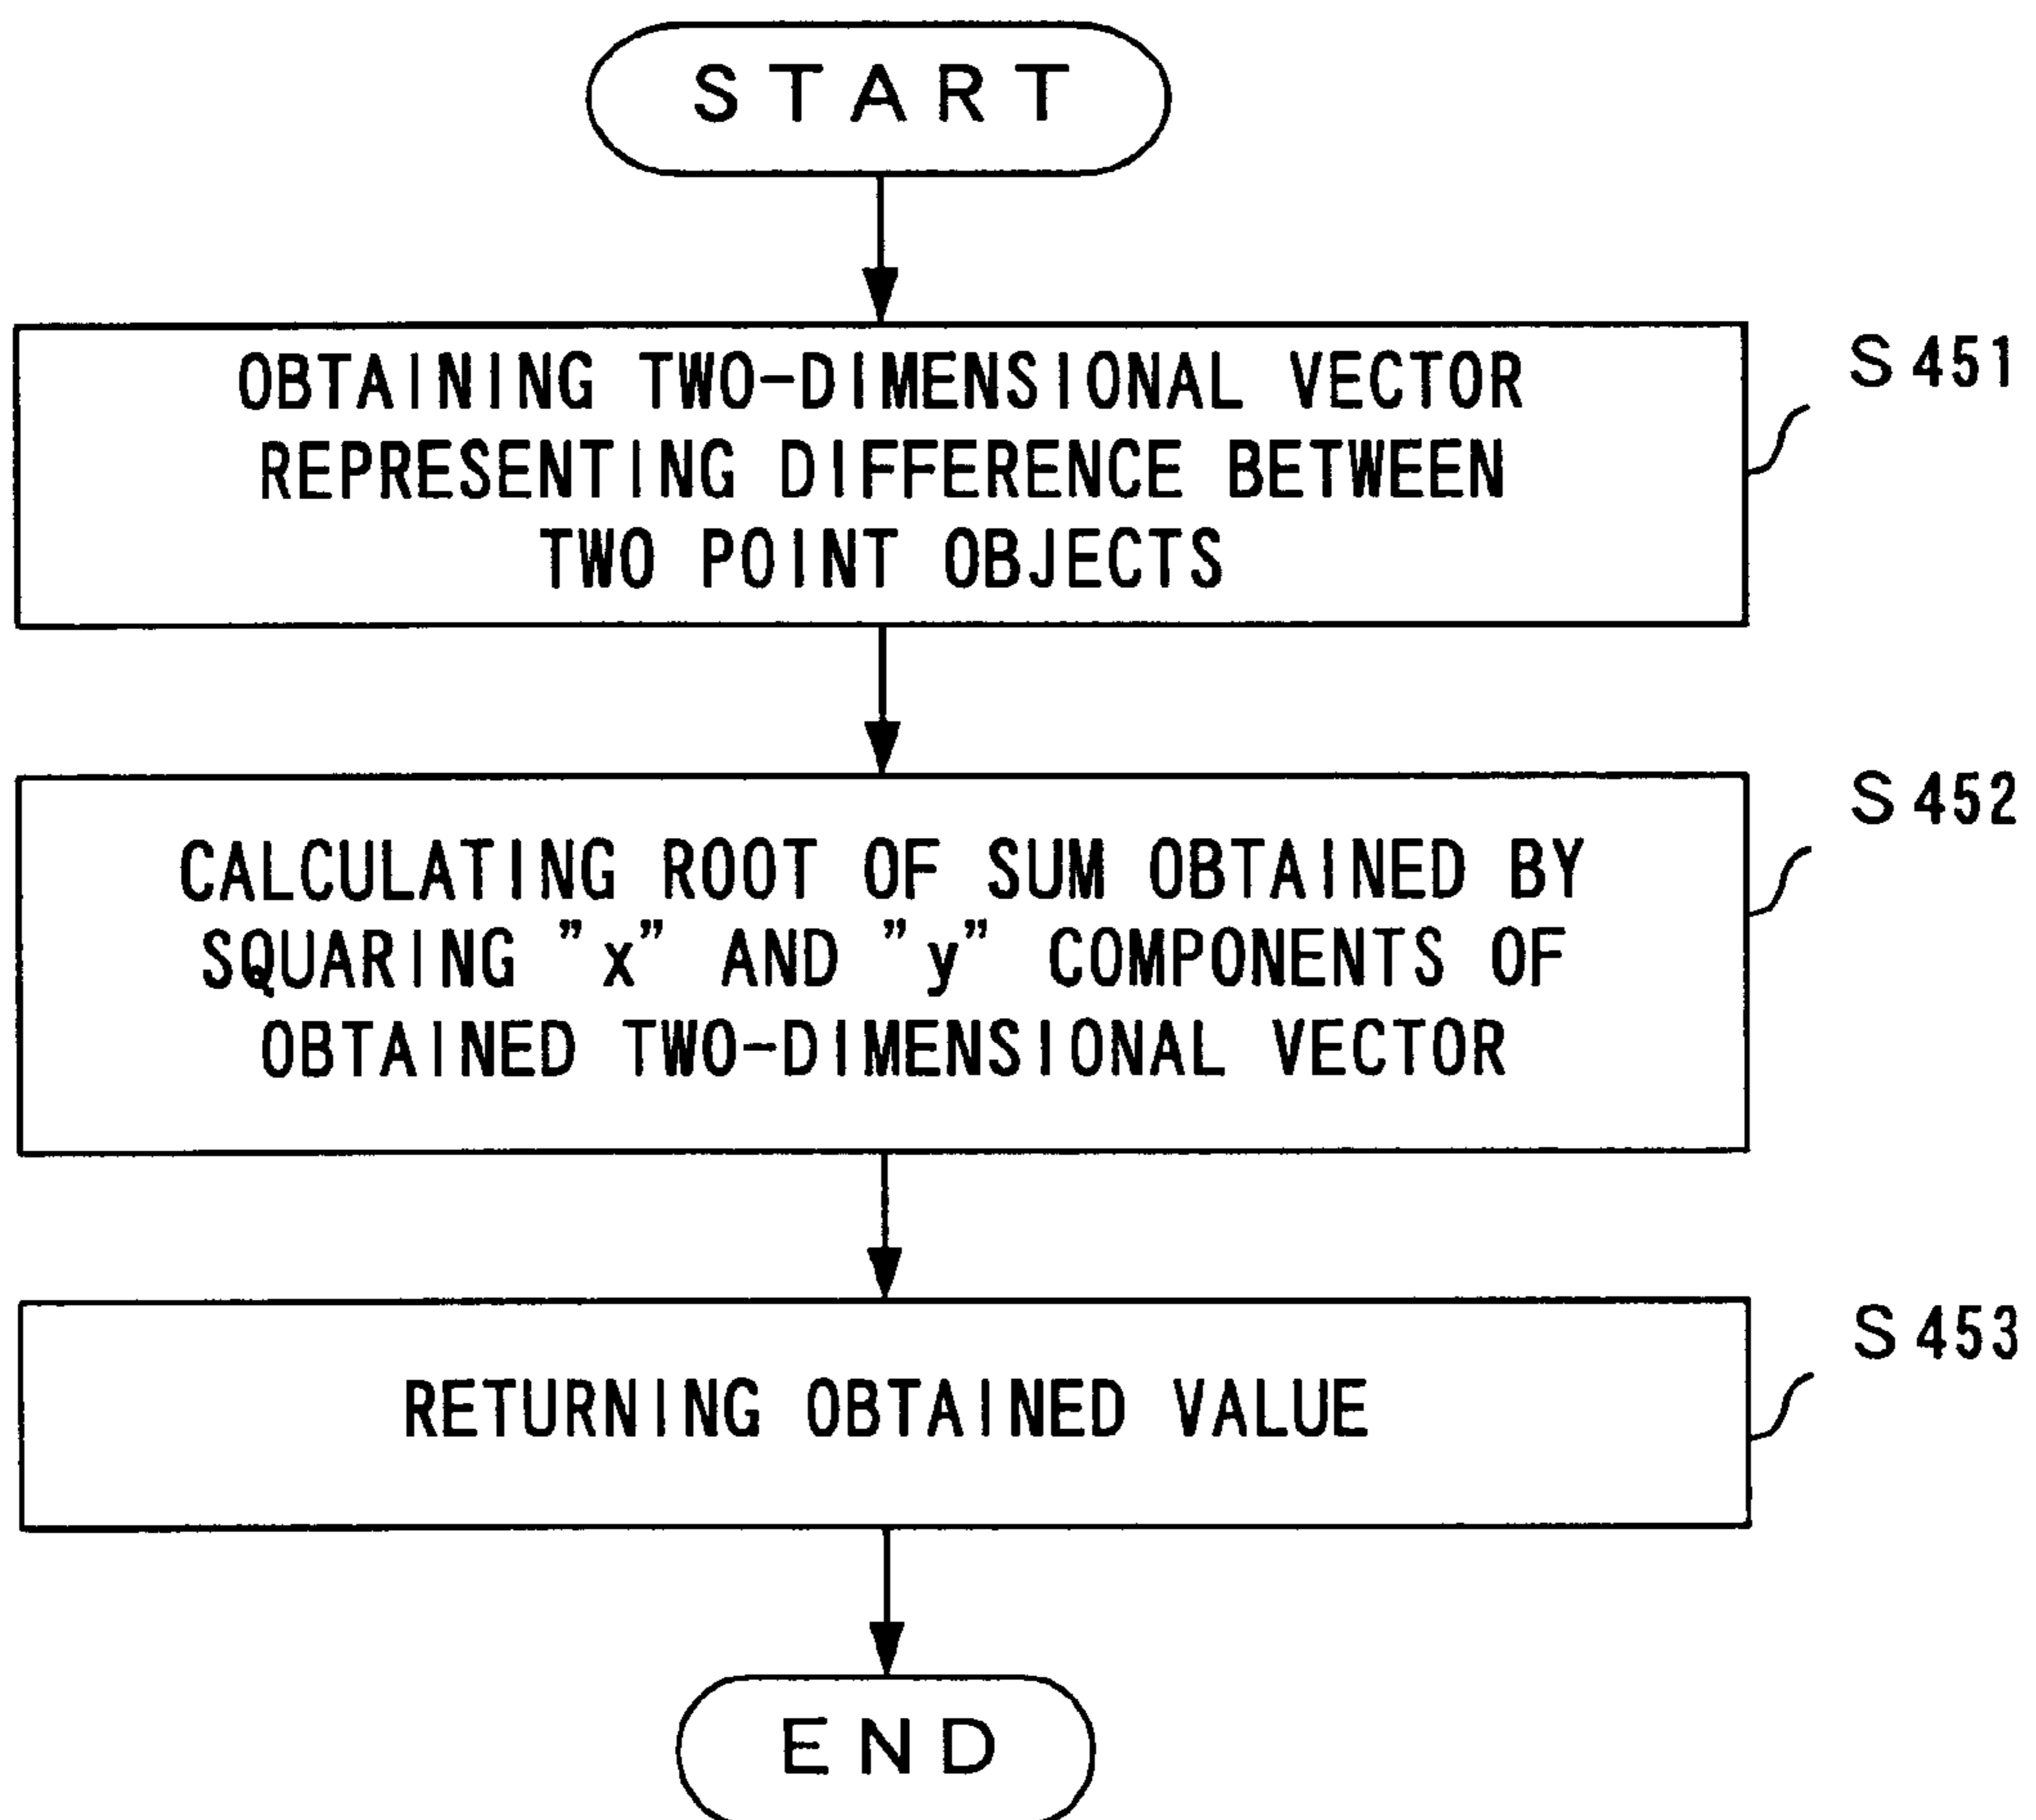 START
OBTAINING TWO-DIMENSIONAL VECTOR
REPRESENTING DIFFERENCE BETWEEN
TWO POINT OBJECTS
S451
CALCULATING ROOT OF SUM OBTAINED BY
SQUARING ”x” AND ”y” COMPONENTS OF
OBTAINED TWO-DIMENSIONAL VECTOR
S452
RETURNING OBTAINED VALUE
S453
END